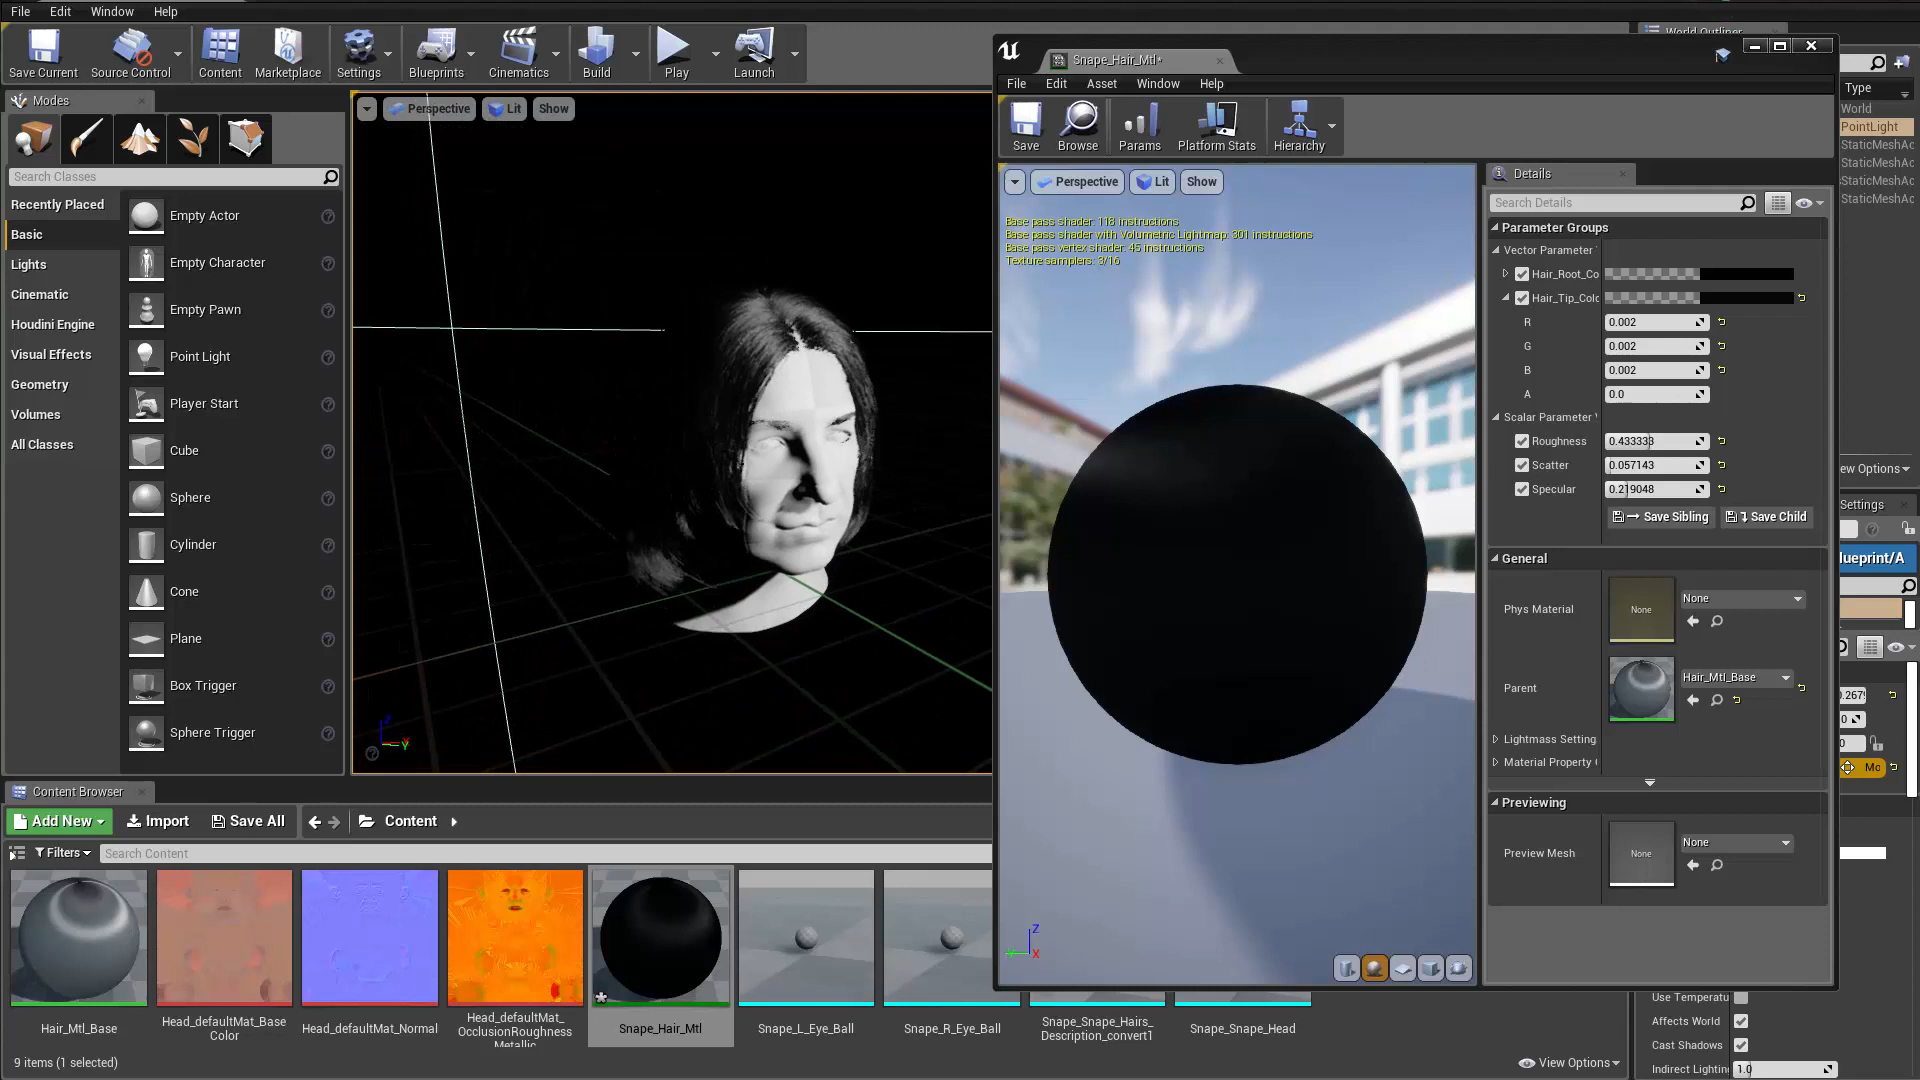 File Edit Window Help
Save Current
Source Control
Content
Marketplace
Settings
Blueprints
Cinematics
Build
Play
Launch
Modes
Search Classes
Recently Placed
Basic
Lights
Cinematic
Houdini Engine
Visual Effects
Geometry
Volumes
All Classes
Empty Actor
Empty Character
Empty Pawn
Point Light
Player Start
Cube
Sphere
Cylinder
Cone
Plane
Box Trigger
Sphere Trigger
Perspective
Lit
Show
Z
Y
Snape_Hair_Mtl*
File Edit Asset Window Help
Save
Browse
Params
Platform Stats
Hierarchy
Perspective
Lit
Show
Base pass shader: 118 instructions
Base pass shader with Volumetric Lightmap: 301 instructions
Base pass vertex shader: 45 instructions
Texture samplers: 3/16
Z
X
Details
Search Details
Parameter Groups
Vector Parameter
Hair_Root_Co
Hair_Tip_Colo
R 0.002
G 0.002
B 0.002
A 0.0
Scalar Parameter
Roughness 0.433333
Scatter 0.057143
Specular 0.219048
Save Sibling
Save Child
General
Phys Material
None
None
Parent
Hair_Mtl_Base
Lightmass Setting
Material Property
Previewing
Preview Mesh
None
None
World Outliner
Type
World
PointLight
StaticMeshAc
StaticMeshAc
StaticMeshAc
StaticMeshAc
ew Options
Settings
lueprint/A
Mo
Use Temperatu
Affects World
Cast Shadows
Indirect Lighting 1.0
Content Browser
Add New
Import
Save All
Content
Filters
Search Content
Hair_Mtl_Base
Head_defaultMat_Base
Color
Head_defaultMat_Normal
Head_defaultMat_
OcclusionRoughness
Metallic
Snape_Hair_Mtl
Snape_L_Eye_Ball
Snape_R_Eye_Ball
Snape_Snape_Hairs_
Description_convert1
Snape_Snape_Head
9 items (1 selected)
View Options